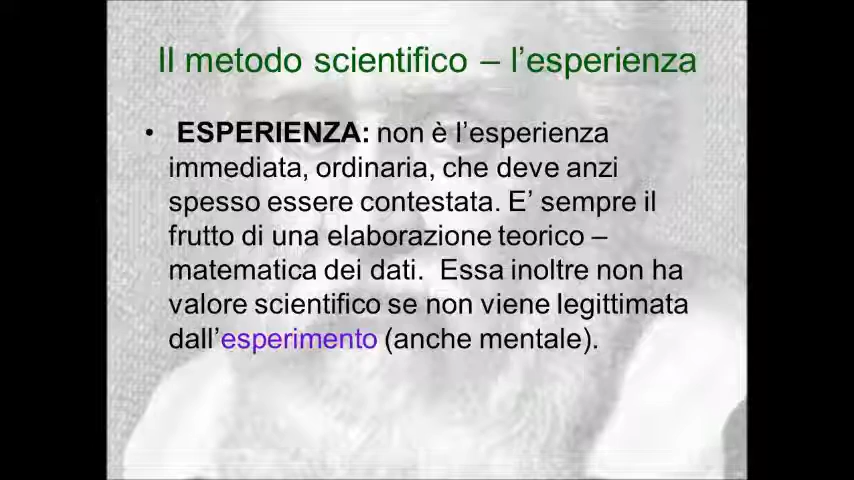 Il metodo scientifico – l’esperienza
• ESPERIENZA: non è l’esperienza
immediata, ordinaria, che deve anzi
spesso essere contestata. E’ sempre il
frutto di una elaborazione teorico –
matematica dei dati.  Essa inoltre non ha
valore scientifico se non viene legittimata
dall’esperimento (anche mentale).